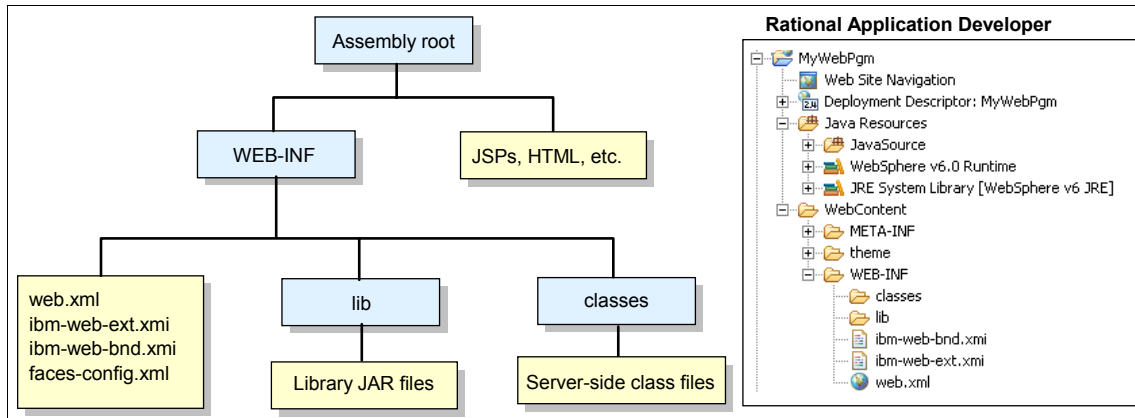 Assembly root
WEB-INF
JSPs, HTML, etc.
web.xml
ibm-web-ext.xmi
ibm-web-bnd.xmi
faces-config.xml
lib
classes
Library JAR files
Server-side class files
Rational Application Developer
MyWebPgm
Web Site Navigation
2.4
Deployment Descriptor: MyWebPgm
Java Resources
JavaSource
WebSphere v6.0 Runtime
JRE System Library [WebSphere v6 JRE]
WebContent
META-INF
theme
WEB-INF
classes
lib
ibm-web-bnd.xmi
ibm-web-ext.xmi
web.xml